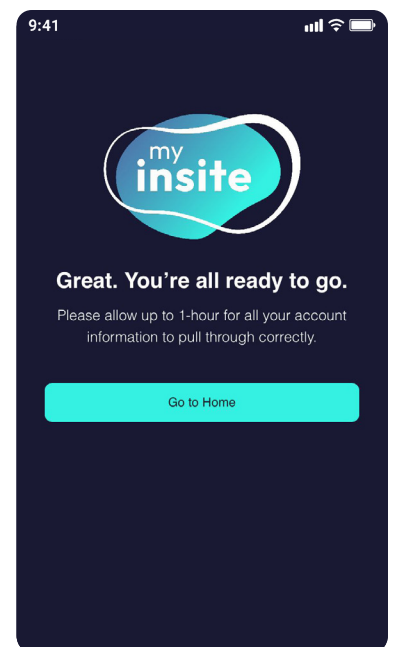 9:41
my
insite
Great. You’re all ready to go.
Please allow up to 1-hour for all your account
information to pull through correctly.
Go to Home